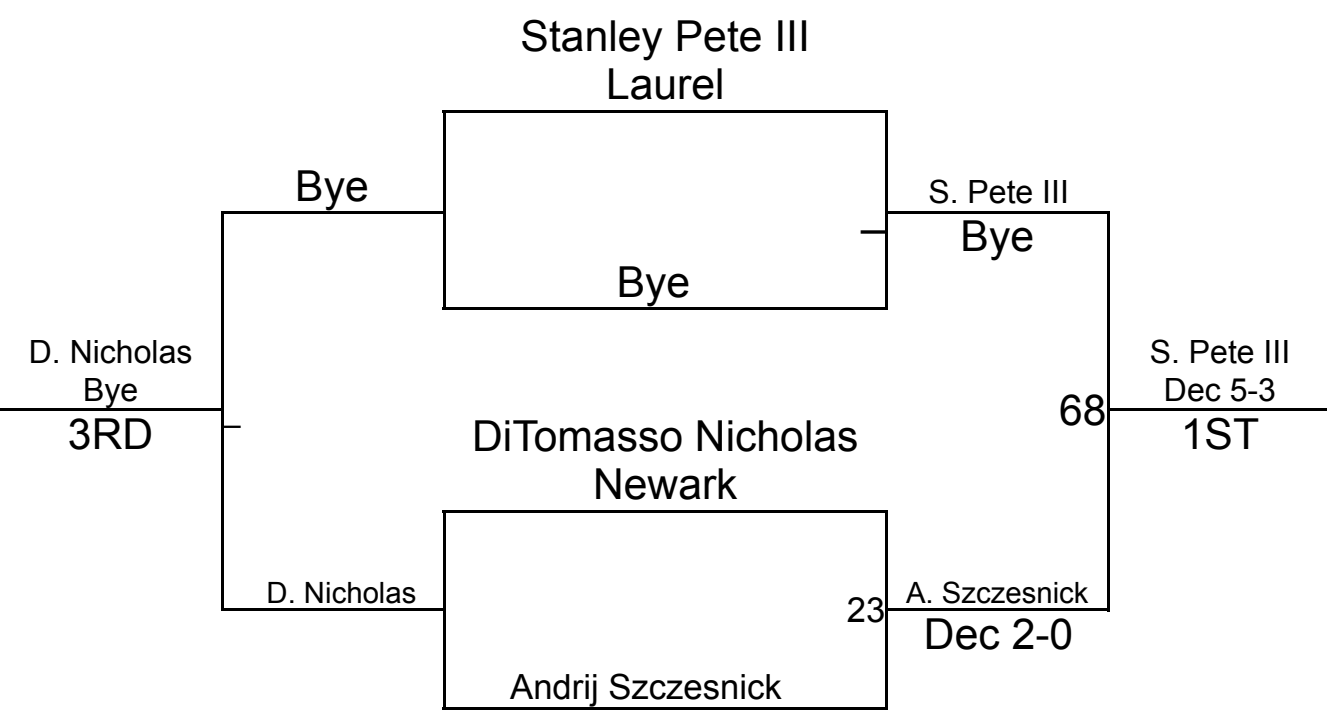 Stanley Pete III
Laurel
Bye
S. Pete III
Bye
Bye
D. Nicholas
Bye
3RD
S. Pete III
Dec 5-3
1ST
68
DiTomasso Nicholas
Newark
D. Nicholas
23
A. Szczesnick
Dec 2-0
Andrij Szczesnick